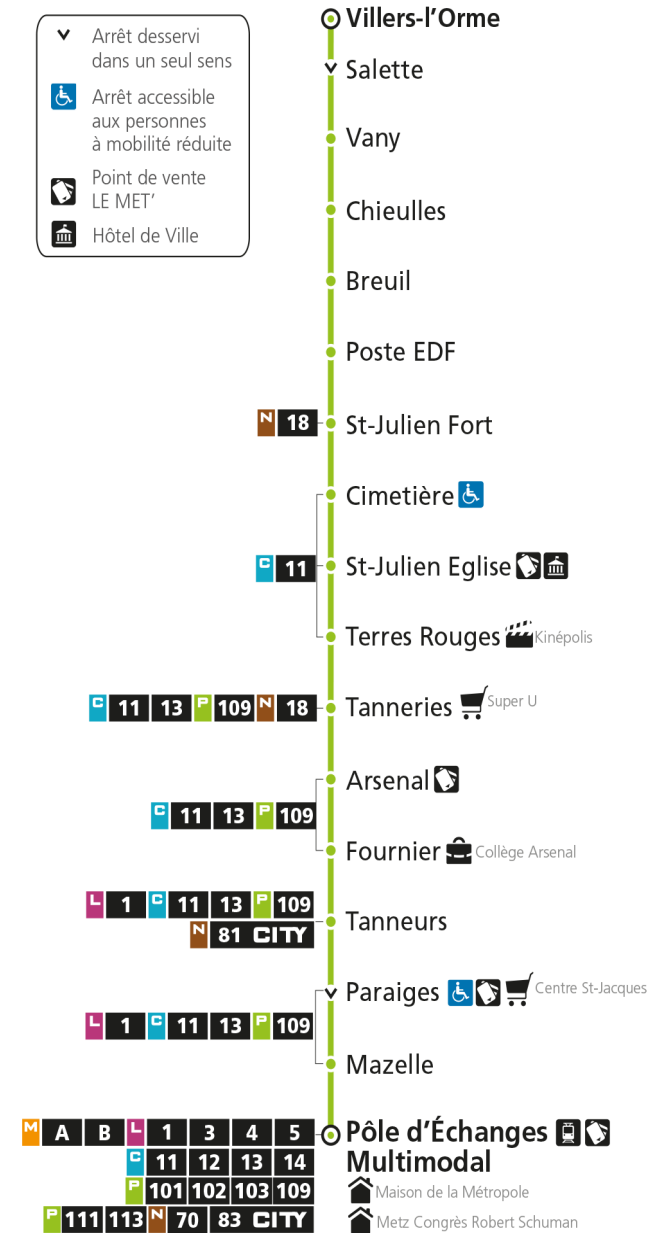 Villers-l'Orme
Arrêt desservi
dans un seul sens
Arrêt accessible
aux personnes
à mobilité réduite
Point de vente
LE MET'
Hôtel de Ville
Salette
Vany
Chieulles
Breuil
Poste EDF
N 18 St-Julien Fort
Cimetière
C 11 St-Julien Eglise
Terres Rouges Kinépolis
C 11 13 P 109 N 18 Tanneries Super U
Arsenal
C 11 13 P 109
Fournier Collège Arsenal
L 1 C 11 13 P 109
N 81 CITY
Tanneurs
Paraiges Centre St-Jacques
L 1 C 11 13 P 109
Mazelle
M A B L 1 3 4 5 Pôle d'Échanges
C 11 12 13 14 Multimodal
P 101 102 103 109 Maison de la Métropole
P 111 113 N 70 83 CITY Metz Congrès Robert Schuman